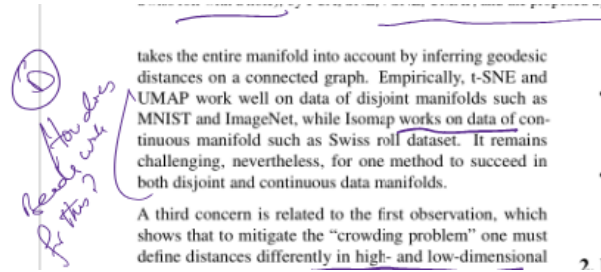 takes the entire manifold into account by inferring geodesic
distances on a connected graph. Empirically, t-SNE and
UMAP work well on data of disjoint manifolds such as
MNIST and ImageNet, while Isomap works on data of con-
tinuous manifold such as Swiss roll dataset. It remains
challenging, nevertheless, for one method to succeed in
both disjoint and continuous data manifolds.
A third concern is related to the first observation, which
shows that to mitigate the “crowding problem” one must
define distances differently in high- and low-dimensional
2.
How does
work
for this?